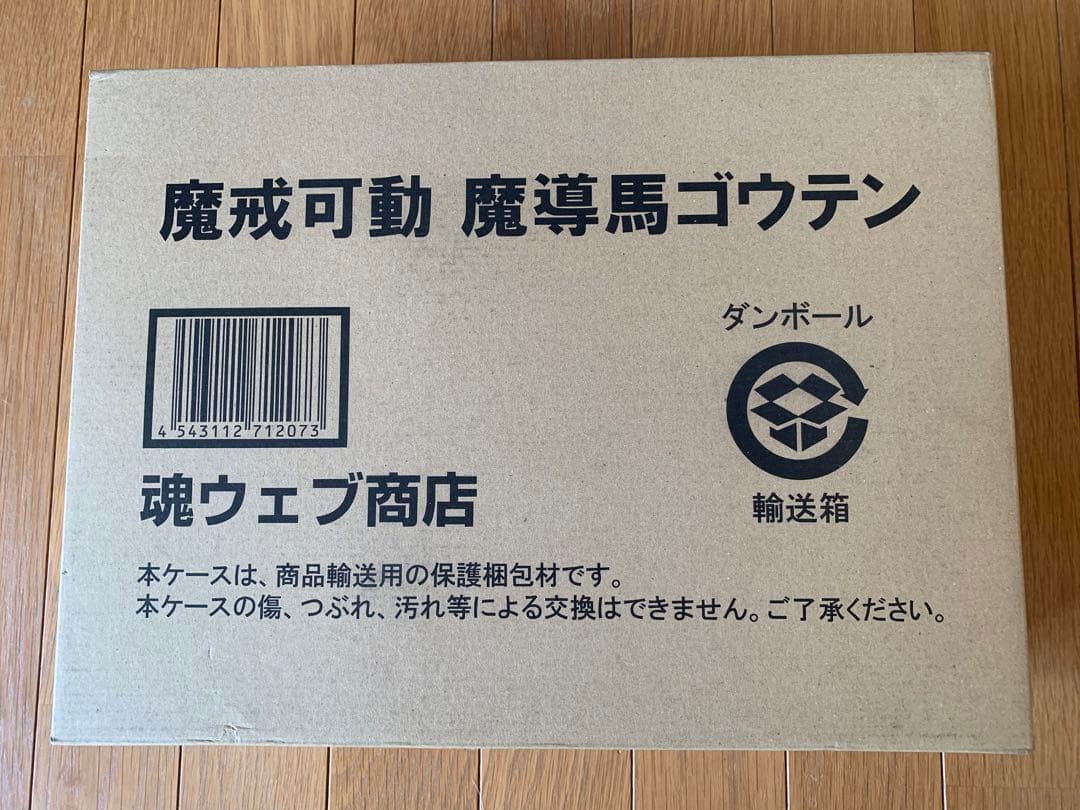 魔戒可動 魔導馬ゴウテン
ダンボール
4 543112 712073
魂ウェブ商店
輸送箱
本ケースは、商品輸送用の保護梱包材です。
本ケースの傷、つぶれ、汚れ等による交換はできません。ご了承ください。